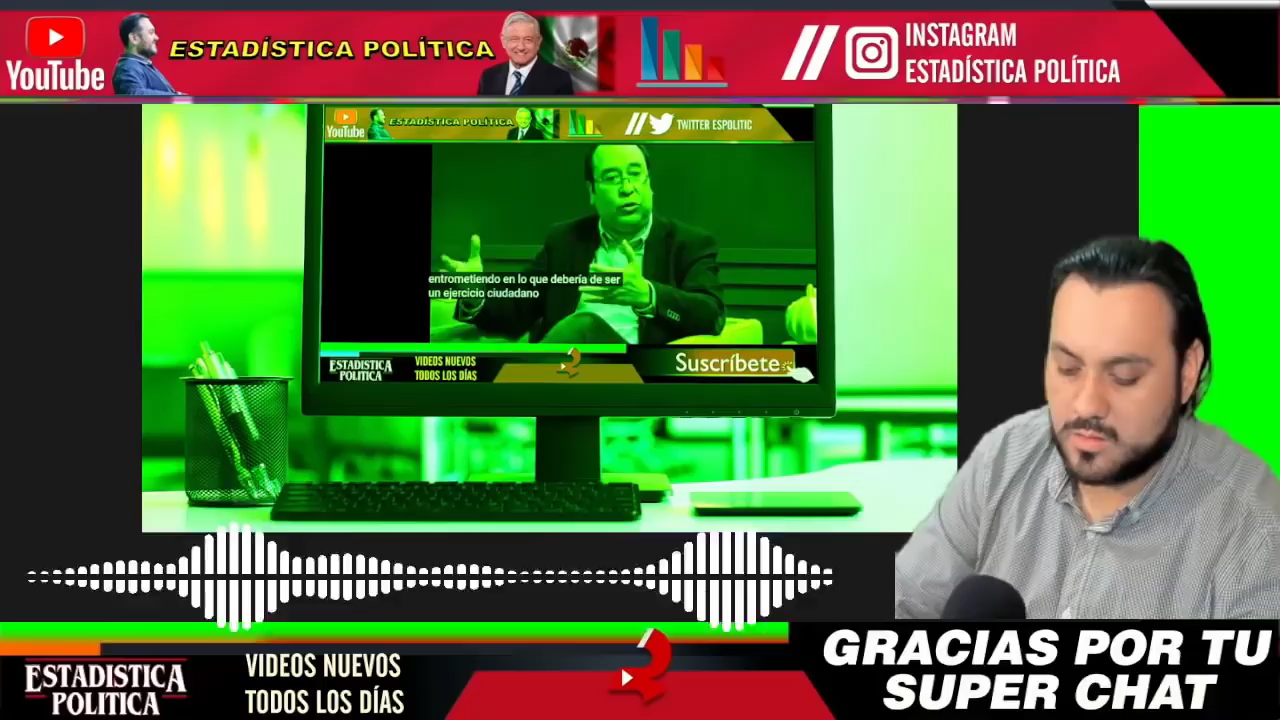 YouTube
ESTADÍSTICA POLÍTICA
INSTAGRAM
ESTADÍSTICA POLÍTICA
YouTube
ESTADÍSTICA POLÍTICA
TWITTER ESPOLITIC
entrometiendo en lo que debería de ser
un ejercicio ciudadano
ESTADISTICA
POLITICA
VIDEOS NUEVOS
TODOS LOS DÍAS
Suscríbete
ESTADISTICA
POLITICA
VIDEOS NUEVOS
TODOS LOS DÍAS
GRACIAS POR TU
SUPER CHAT